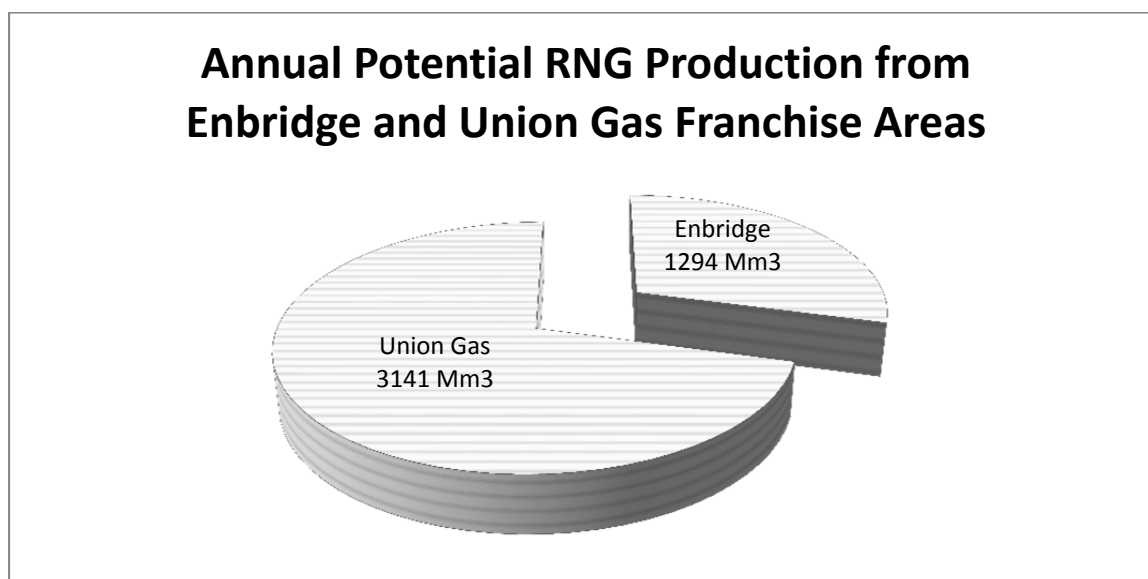 Annual Potential RNG Production from
Enbridge and Union Gas Franchise Areas
Enbridge
1294 Mm3
Union Gas
3141 Mm3